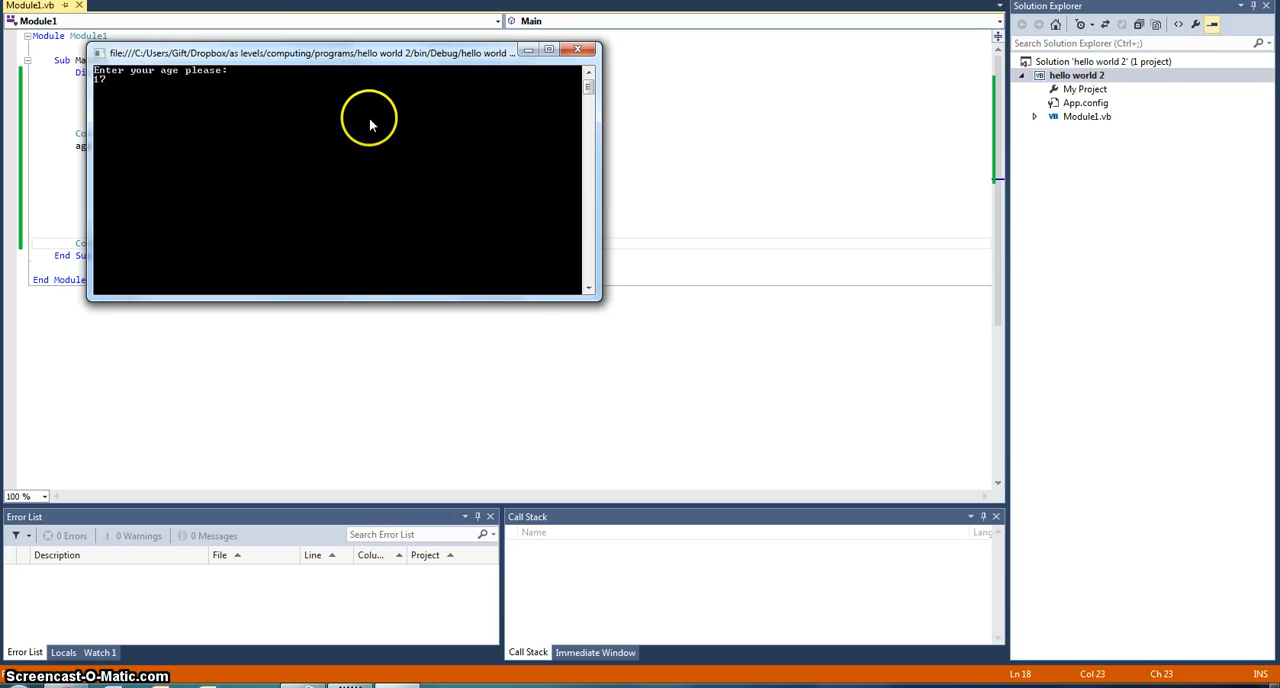 Module1.vb
Solution Explorer
Module1
Main
Module Module1
file:///C:/Users/Gift/Dropbox/as levels/computing/programs/hello world 2/bin/Debug/hello world ...
Search Solution Explorer (Ctrl+;)
Sub Ma
Enter your age please:
Solution 'hello world 2' (1 project)
Di
17
hello world 2
My Project
App.config
Co
Module1.vb
ag
Co
End Su
End Module
100 %
Error List
Call Stack
0 Errors
0 Warnings
0 Messages
Search Error List
Name
Lang
Description
File
Line
Colu...
Project
Error List
Locals
Watch 1
Call Stack
Immediate Window
Screencast-O-Matic.com
Ln 18
Col 23
Ch 23
INS